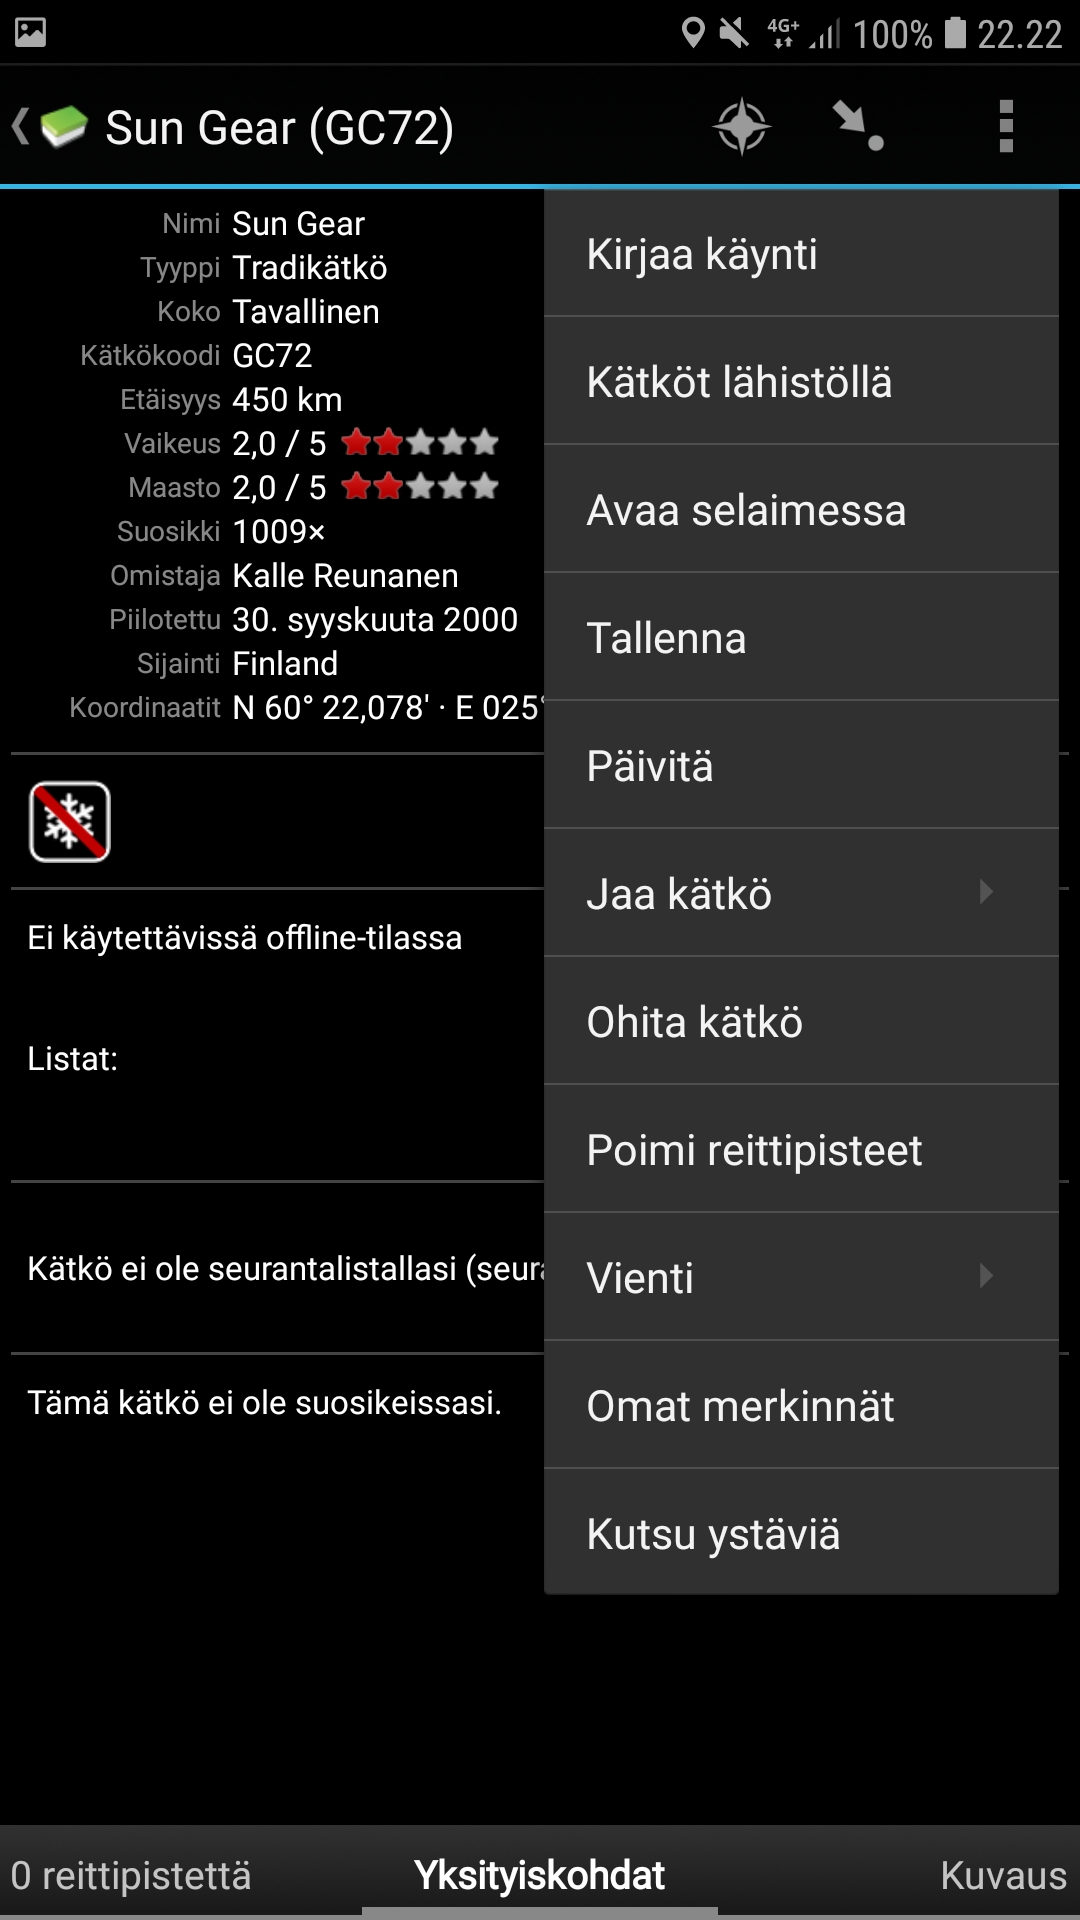 4G+ 100% 22.22
Sun Gear (GC72)
Nimi Sun Gear
Tyyppi Tradikätkö
Koko Tavallinen
Kätkökoodi GC72
Etäisyys 450 km
Vaikeus 2,0 / 5
Maasto 2,0 / 5
Suosikki 1009×
Omistaja Kalle Reunanen
Piilotettu 30. syyskuuta 2000
Sijainti Finland
Koordinaatit N 60° 22,078' · E 025°
Ei käytettävissä offline-tilassa
Listat:
Kätkö ei ole seurantalistallasi
Tämä kätkö ei ole suosikeissasi.
Kirjaa käynti
Kätköt lähistöllä
Avaa selaimessa
Tallenna
Päivitä
Jaa kätkö
Ohita kätkö
Poimi reittipisteet
Vienti
Omat merkinnät
Kutsu ystäviä
0 reittipistettä
Yksityiskohdat
Kuvaus